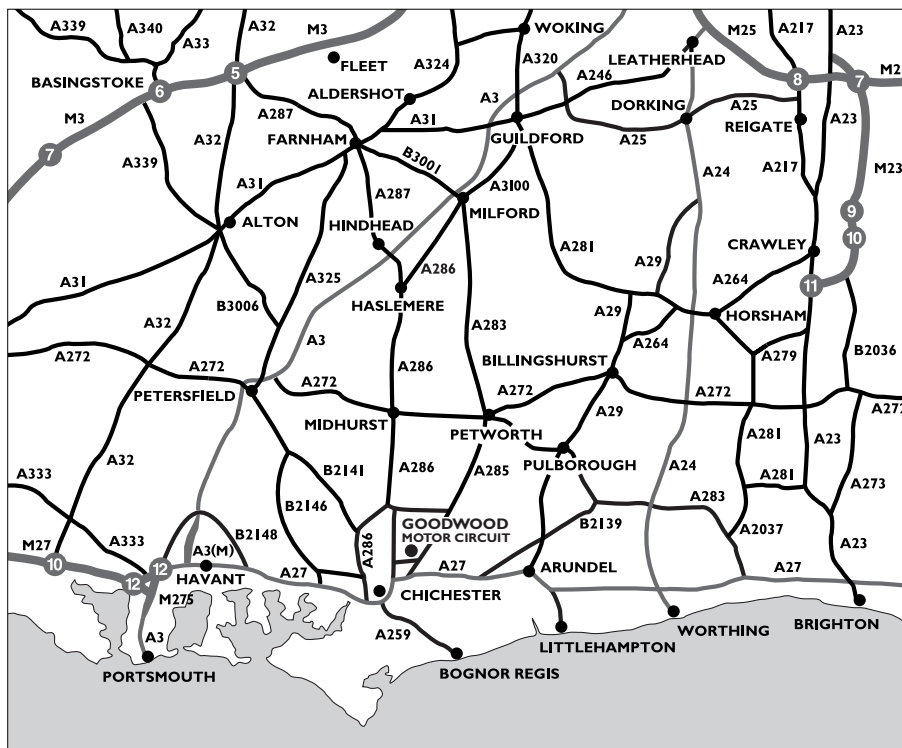 A339
A340
A33
A32
M3
WOKING
M25
A217
A23
FLEET
A324
A320
LEATHERHEAD
5
8
7
M2
BASINGSTOKE
6
ALDERSHOT
A246
A3
DORKING
A25
A287
A31
GUILDFORD
A25
REIGATE
A23
M3
A32
FARNHAM
B3001
7
A339
A3100
A24
A217
M23
A31
A287
MILFORD
9
ALTON
HINDHEAD
10
A281
CRAWLEY
A325
A286
A29
A264
11
A31
B3006
HASLEMERE
A32
A29
HORSHAM
A283
A3
A264
A272
A279
B2036
BILLINGSHURST
A272
A286
A272
A272
A272
A272
PETERSFIELD
MIDHURST
PETWORTH
A29
A281
A23
PULBOROUGH
A32
B2141
A286
A285
A24
A281
A273
A333
B2146
A283
GOODWOOD
MOTOR CIRCUIT
B2139
A2037
M27
A333
B2148
A286
A23
10
12
12
A3(M)
HAVANT
A27
A27
ARUNDEL
A27
M275
CHICHESTER
A3
A259
LITTLEHAMPTON
WORTHING
BRIGHTON
PORTSMOUTH
BOGNOR REGIS